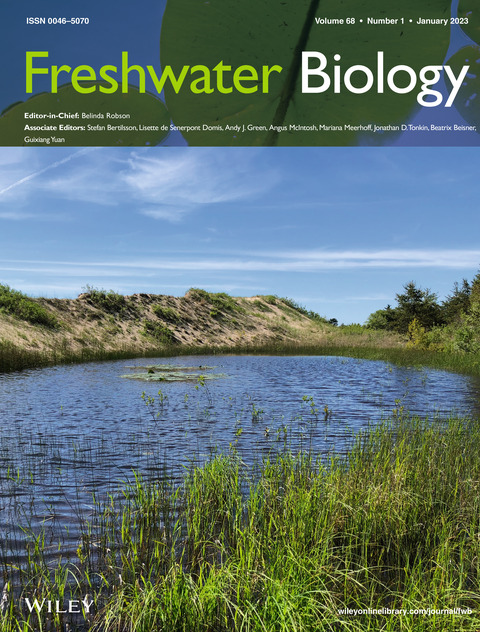 ISSN 0046–5070 Volume 68 • Number 1 • January 2023
Freshwater Biology
Editor-in-Chief: Belinda Robson
Associate Editors: Stefan Bertilsson, Lisette de Senerpont Domis, Andy J. Green, Angus McIntosh, Mariana Meerhoff, Jonathan D. Tonkin, Beatrix Beisner,
Guixiang Yuan
WILEY
wileyonlinelibrary.com/journal/fwb